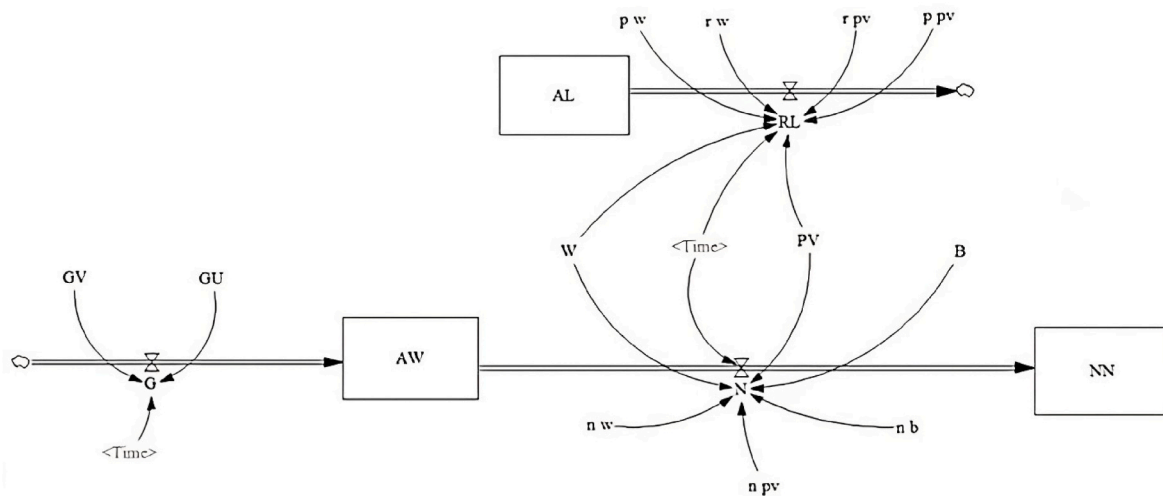 p w
r w
r pv
p pv
AL
RL
W
<Time>
PV
B
GV
GU
AW
NN
G
N
<Time>
n w
n b
n pv